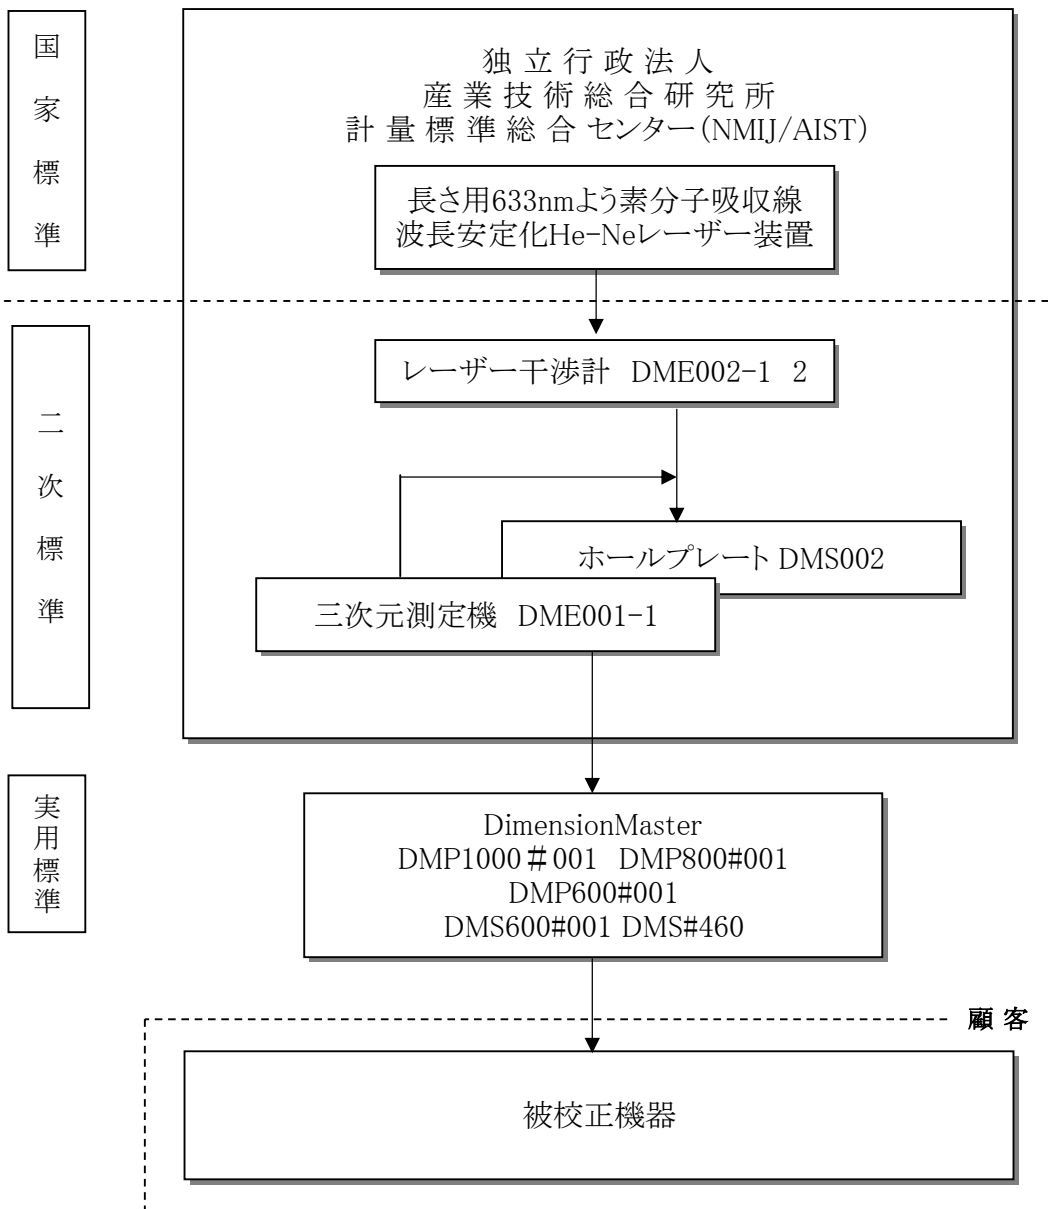 国家標準
独立行政法人
産業技術総合研究所
計量標準総合センター(NMIJ/AIST)
長さ用633nmよう素分子吸収線
波長安定化He-Neレーザー装置
二次標準
レーザー干渉計 DME002-1 2
ホールプレート DMS002
三次元測定機 DME001-1
実用標準
DimensionMaster
DMP1000＃001 DMP800#001
DMP600#001
DMS600#001 DMS#460
顧客
被校正機器